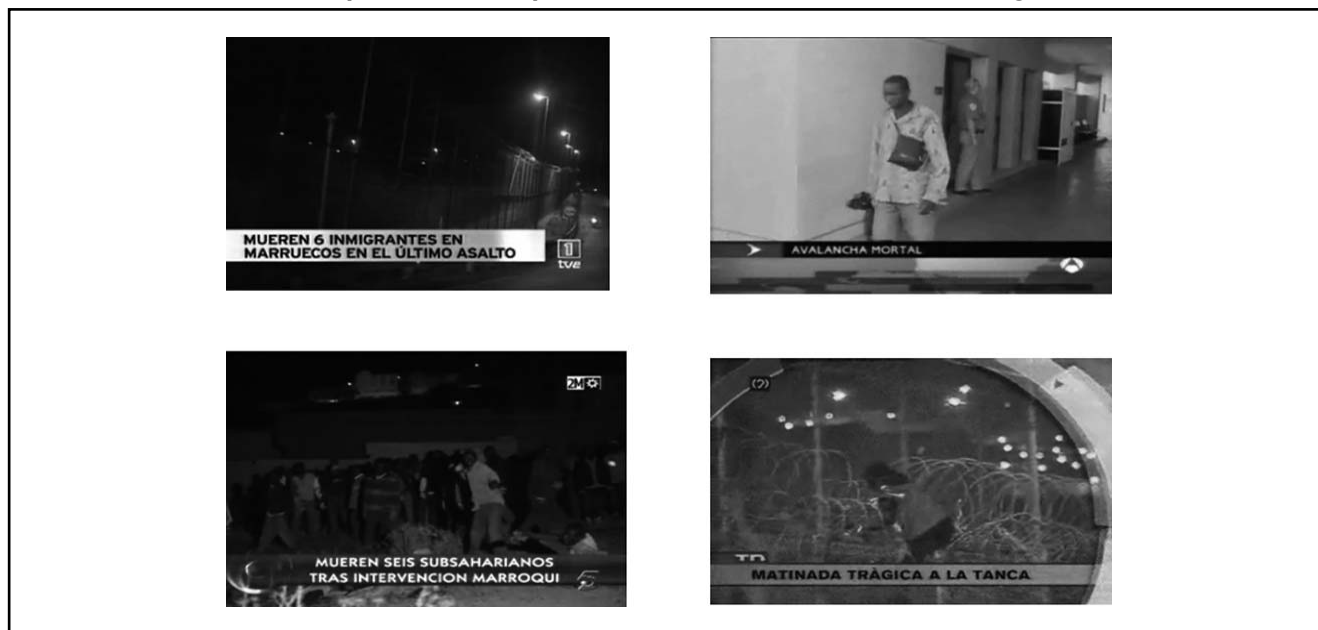 MUEREN 6 INMIGRANTES EN
MARRUECOS EN EL ÚLTIMO ASALTO
1
tve
AVALANCHA MORTAL
2M
MUEREN SEIS SUBSAHARIANOS
TRAS INTERVENCION MARROQUI
5
(2)
TD
MATINADA TRÀGICA A LA TANCA